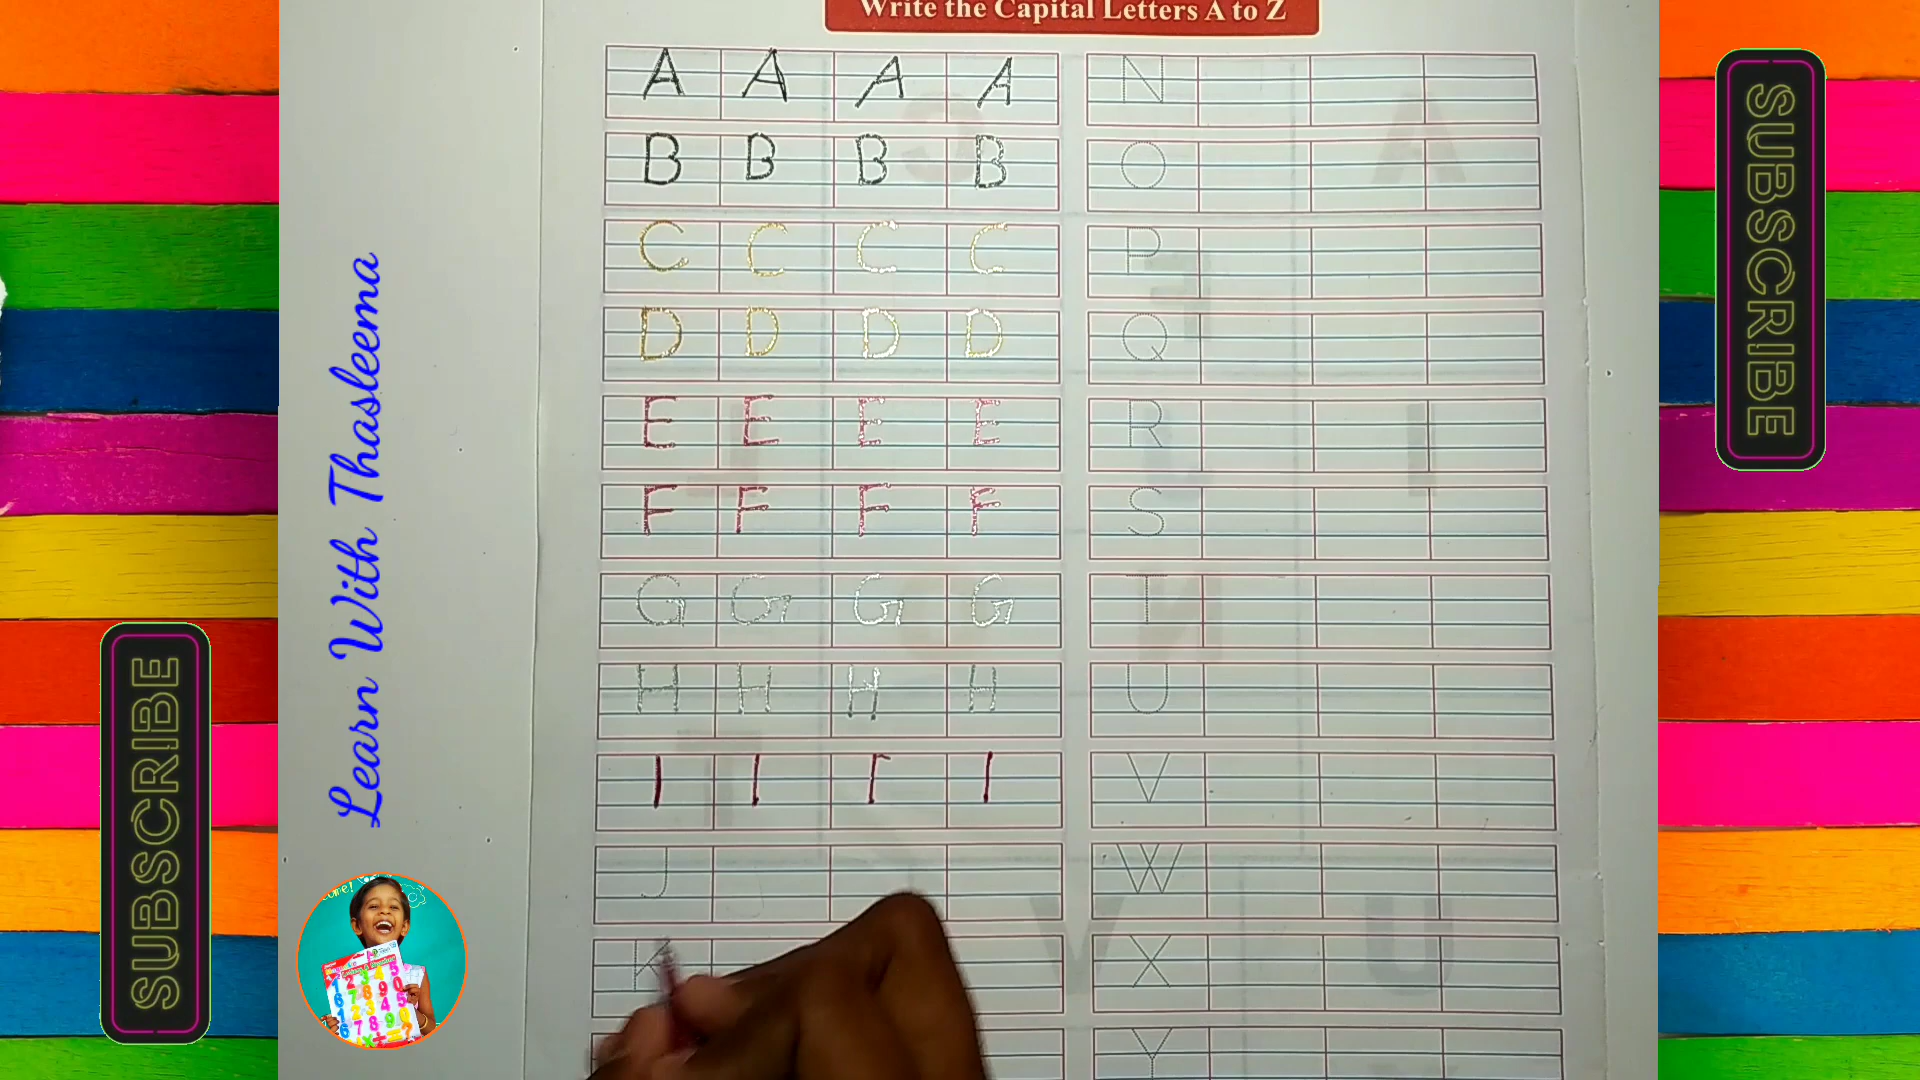 Write the Capital Letters A to Z
A A A A
B B B B
C C C C
D D D D
E E E E
F F F F
G G G G
H H H H
I I I I
J
K
N
O
P
Q
R
S
T
U
V
W
X
Y
Learn With Thasleema
SUBSCRIBE
SUBSCRIBE